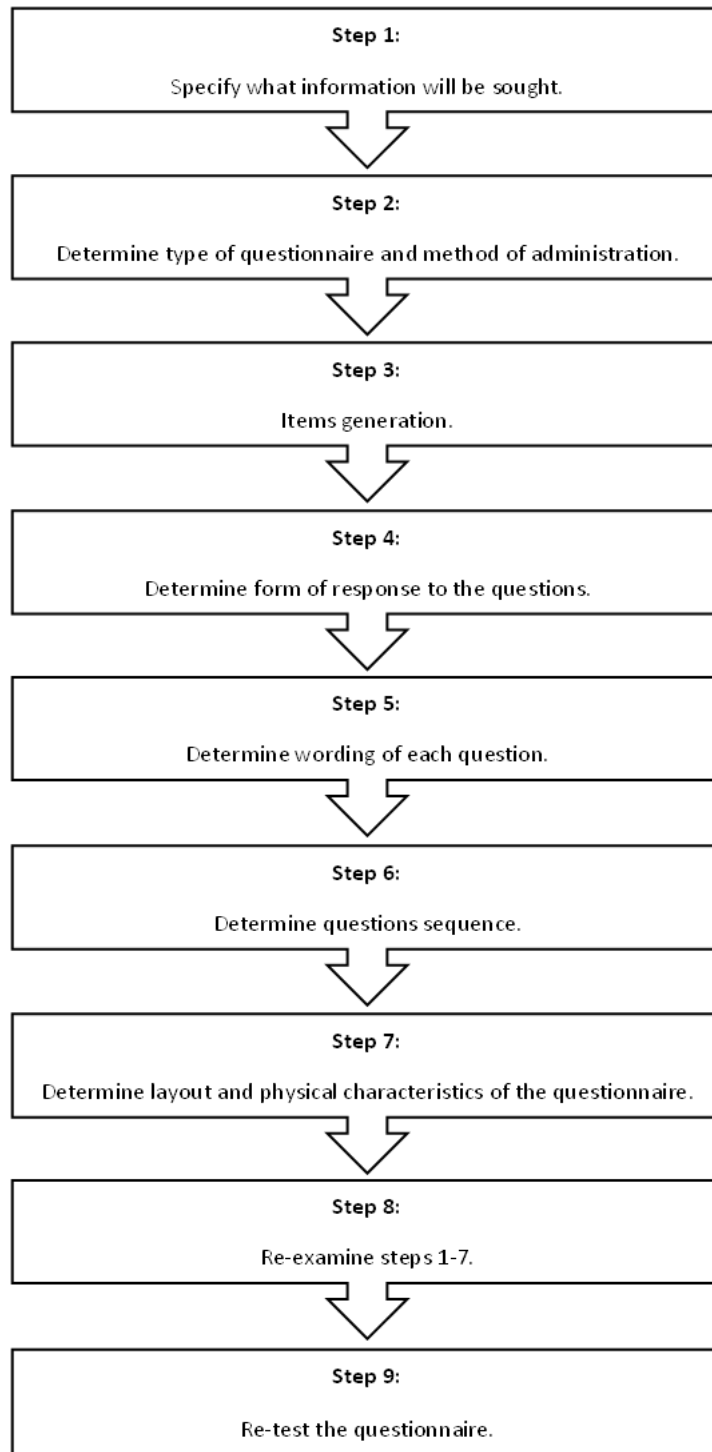 Step 1:
Specify what information will be sought.
Step 2:
Determine type of questionnaire and method of administration.
Step 3:
Items generation.
Step 4:
Determine form of response to the questions.
Step 5:
Determine wording of each question.
Step 6:
Determine questions sequence.
Step 7:
Determine layout and physical characteristics of the questionnaire.
Step 8:
Re-examine steps 1-7.
Step 9:
Re-test the questionnaire.